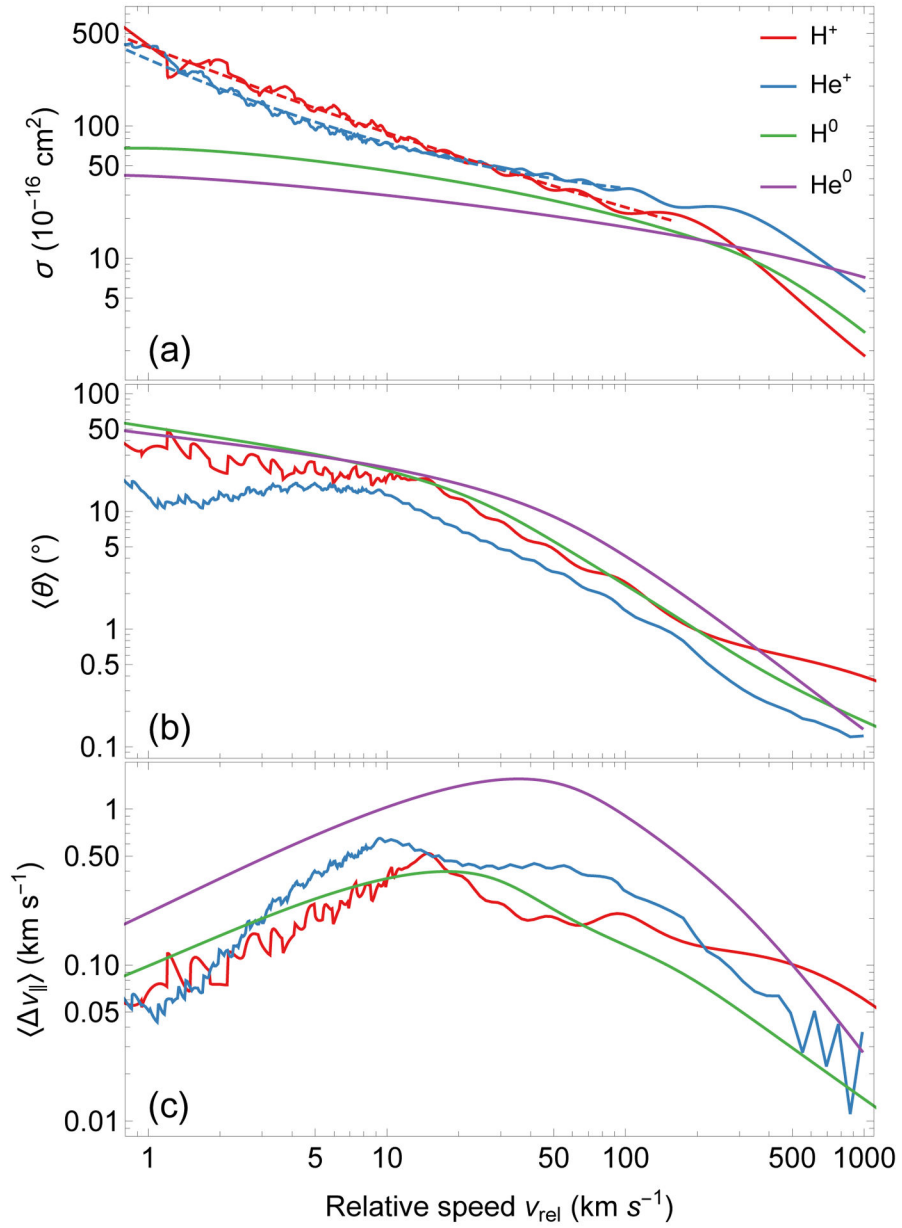 500
100
50
10
5
σ (10⁻¹⁶ cm²)
(a)
H⁺
He⁺
H⁰
He⁰
100
50
10
5
1
0.5
0.1
⟨θ⟩ (°)
(b)
1
0.50
0.10
0.05
0.01
⟨Δv∥⟩ (km s⁻¹)
(c)
1 5 10 50 100 500 1000
Relative speed vrel (km s⁻¹)